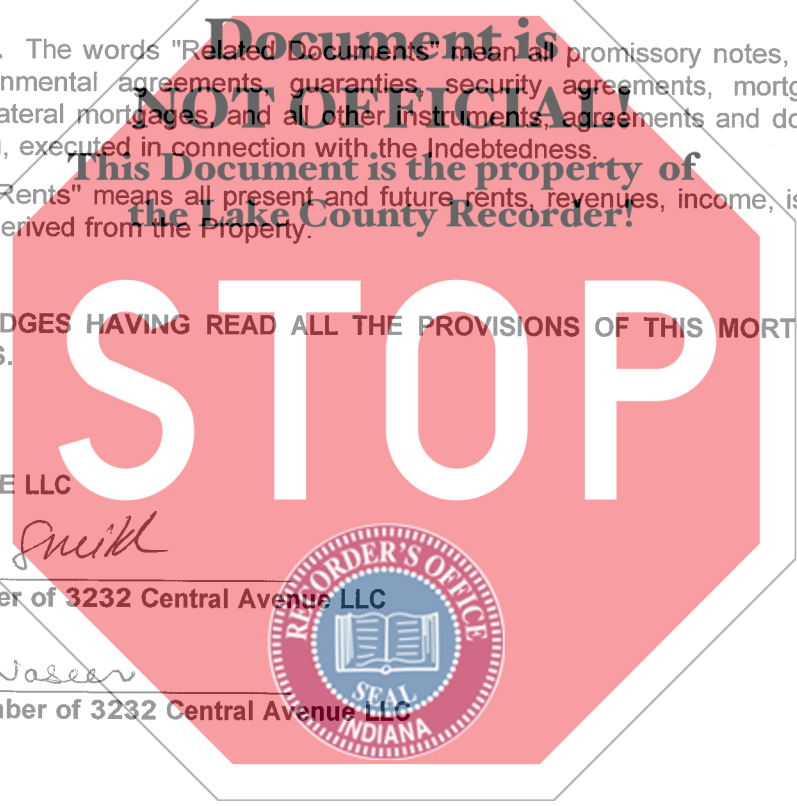 Document is
. The words "Related Documents" mean all promissory notes,
nmental agreements, guaranties, security agreements, mortg
NOT OFFICIAL!
ateral mortgages, and all other instruments, agreements and do
, executed in connection with the Indebtedness.
This Document is the property of
Rents" means all present and future rents, revenues, income, is
the Lake County Recorder!
erived from the Property.
DGES HAVING READ ALL THE PROVISIONS OF THIS MORT
S.
STOP
E LLC
er of 3232 Central Avenue LLC
Naseer
nber of 3232 Central Avenue LLC
RECORDER'S OFFICE
SEAL
INDIANA